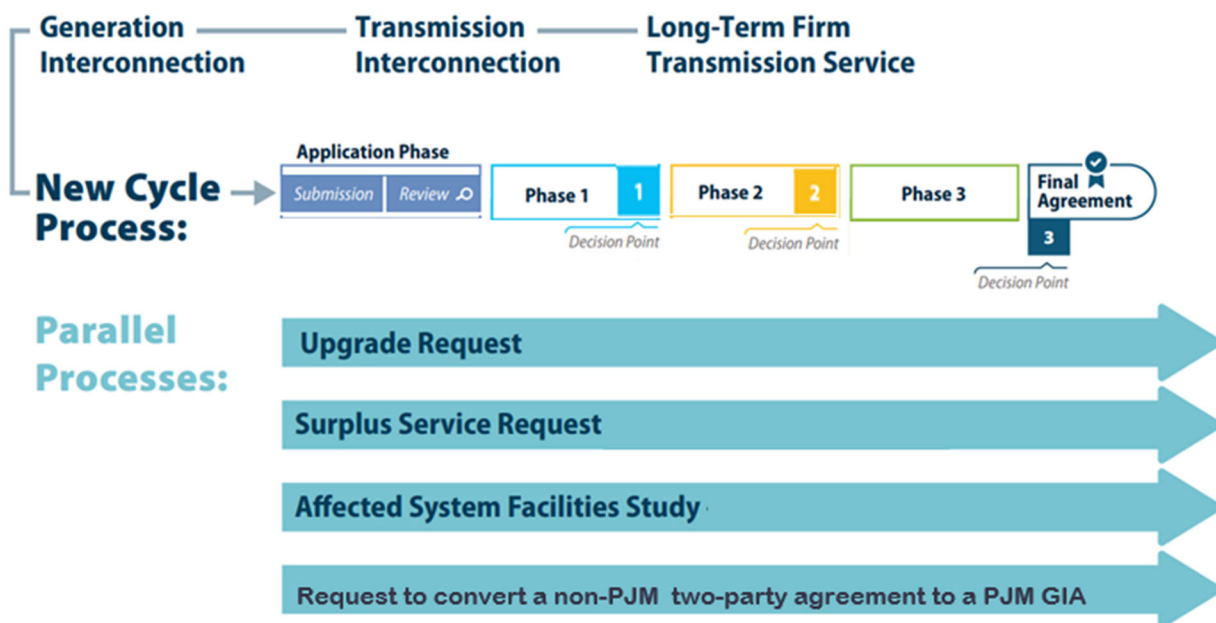 Generation Interconnection
Transmission Interconnection
Long-Term Firm Transmission Service
New Cycle Process:
Application Phase
Submission
Review
Phase 1
1
Decision Point
Phase 2
2
Decision Point
Phase 3
Final Agreement
3
Decision Point
Parallel Processes:
Upgrade Request
Surplus Service Request
Affected System Facilities Study
Request to convert a non-PJM two-party agreement to a PJM GIA